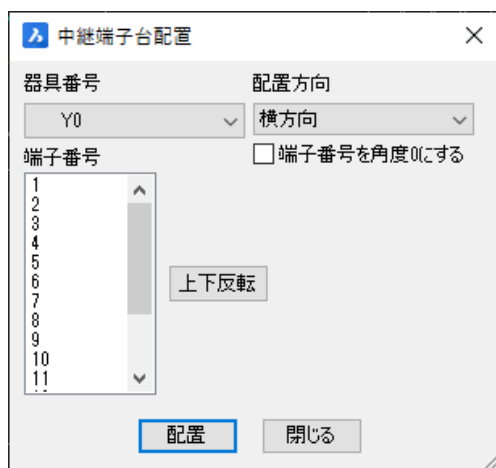 中継端子台配置
器具番号
配置方向
Y0
横方向
端子番号
端子番号を角度0にする
1
2
3
4
5
6
7
8
9
10
11
上下反転
配置
閉じる